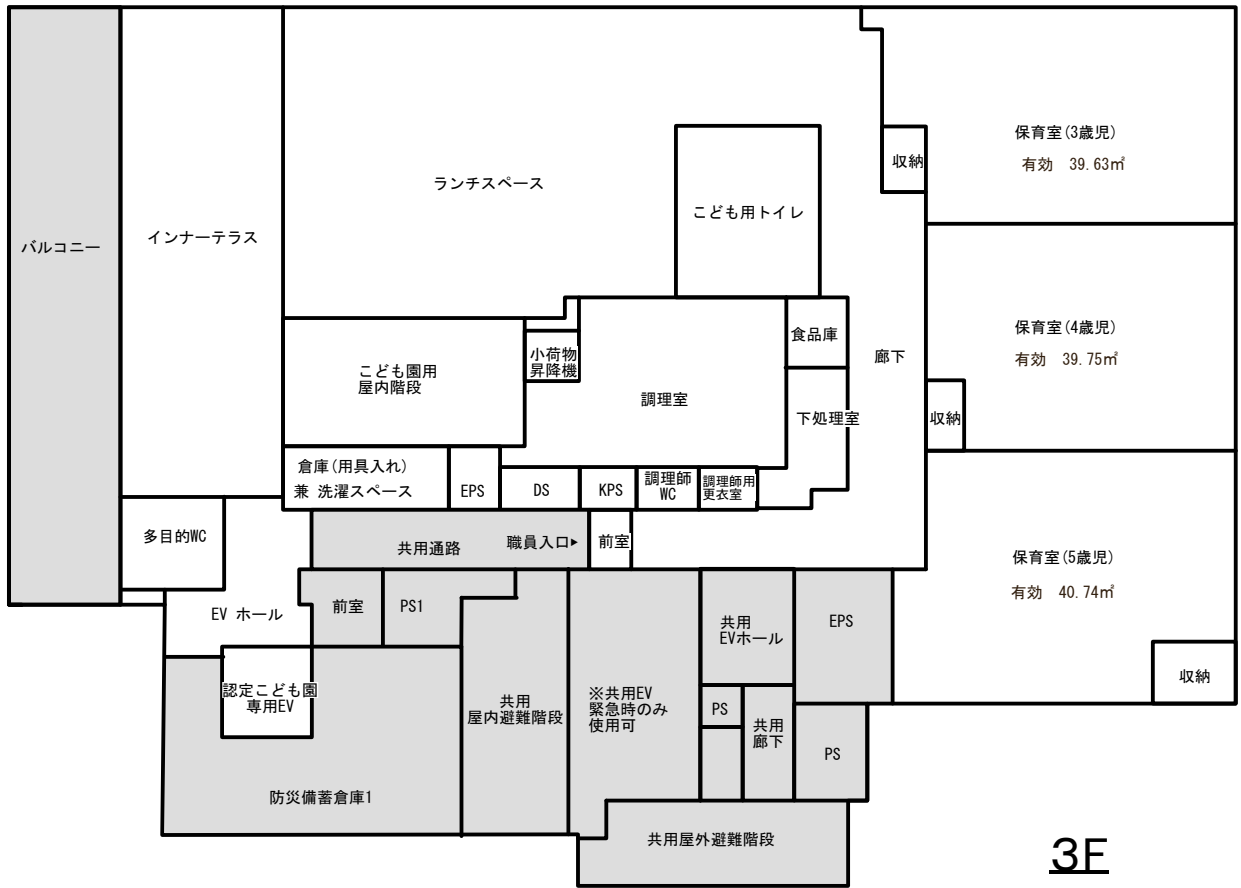 保育室(3歳児)
有効 39.63㎡
収納
ランチスペース
こども用トイレ
バルコニー
インナーテラス
保育室(4歳児)
有効 39.75㎡
収納
食品庫
廊下
小荷物
昇降機
こども園用
屋内階段
調理室
下処理室
倉庫(用具入れ)
兼 洗濯スペース
EPS
DS
KPS
調理師
WC
調理師用
更衣室
多目的WC
共用通路
職員入口▶
前室
保育室(5歳児)
有効 40.74㎡
収納
EV ホール
前室
PS1
共用
EVホール
EPS
認定こども園
専用EV
共用
屋内避難階段
※共用EV
緊急時のみ
使用可
PS
共用
廊下
PS
防災備蓄倉庫1
共用屋外避難階段
3F